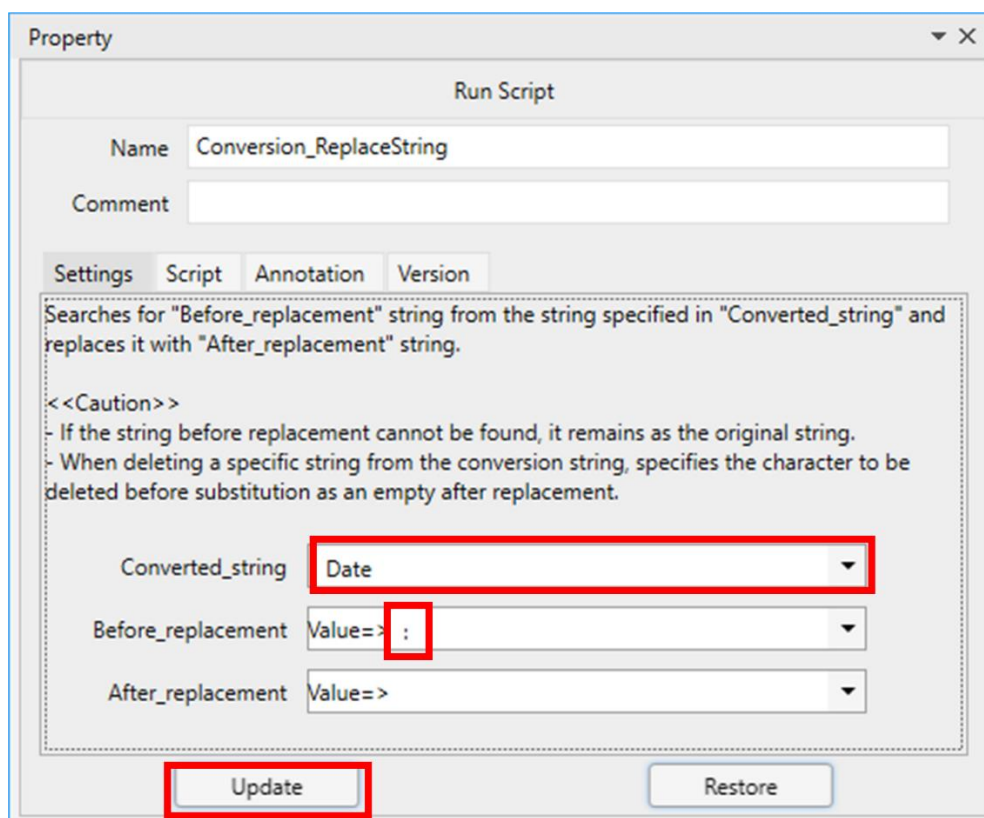 Property
Run Script
Name Conversion_ReplaceString
Comment
Settings Script Annotation Version
Searches for "Before_replacement" string from the string specified in "Converted_string" and
replaces it with "After_replacement" string.
<<Caution>>
- If the string before replacement cannot be found, it remains as the original string.
- When deleting a specific string from the conversion string, specifies the character to be
deleted before substitution as an empty after replacement.
Converted_string Date
Before_replacement Value=> :
After_replacement Value=>
Update Restore